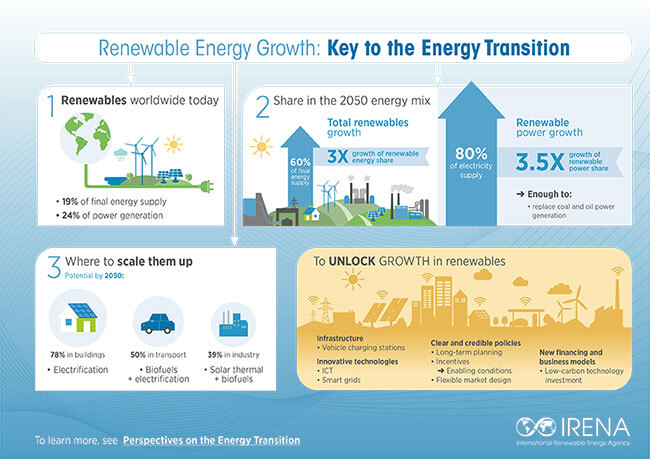 Renewable Energy Growth: Key to the Energy Transition
1 Renewables worldwide today
• 19% of final energy supply
• 24% of power generation
2 Share in the 2050 energy mix
Total renewables
growth
60%
of final
energy
supply
3X growth of renewable
energy share
80%
of electricity
supply
Renewable
power growth
3.5X growth of
renewable
power share
➔ Enough to:
• replace coal and oil power
generation
3 Where to scale them up
Potential by 2050:
78% in buildings
• Electrification
50% in transport
• Biofuels
+ electrification
39% in industry
• Solar thermal
+ biofuels
To UNLOCK GROWTH in renewables
Infrastructure
• Vehicle charging stations
Innovative technologies
• ICT
• Smart grids
Clear and credible policies
• Long-term planning
• Incentives
➔ Enabling conditions
• Flexible market design
New financing and
business models
• Low-carbon technology
investment
To learn more, see Perspectives on the Energy Transition
IRENA
International Renewable Energy Agency